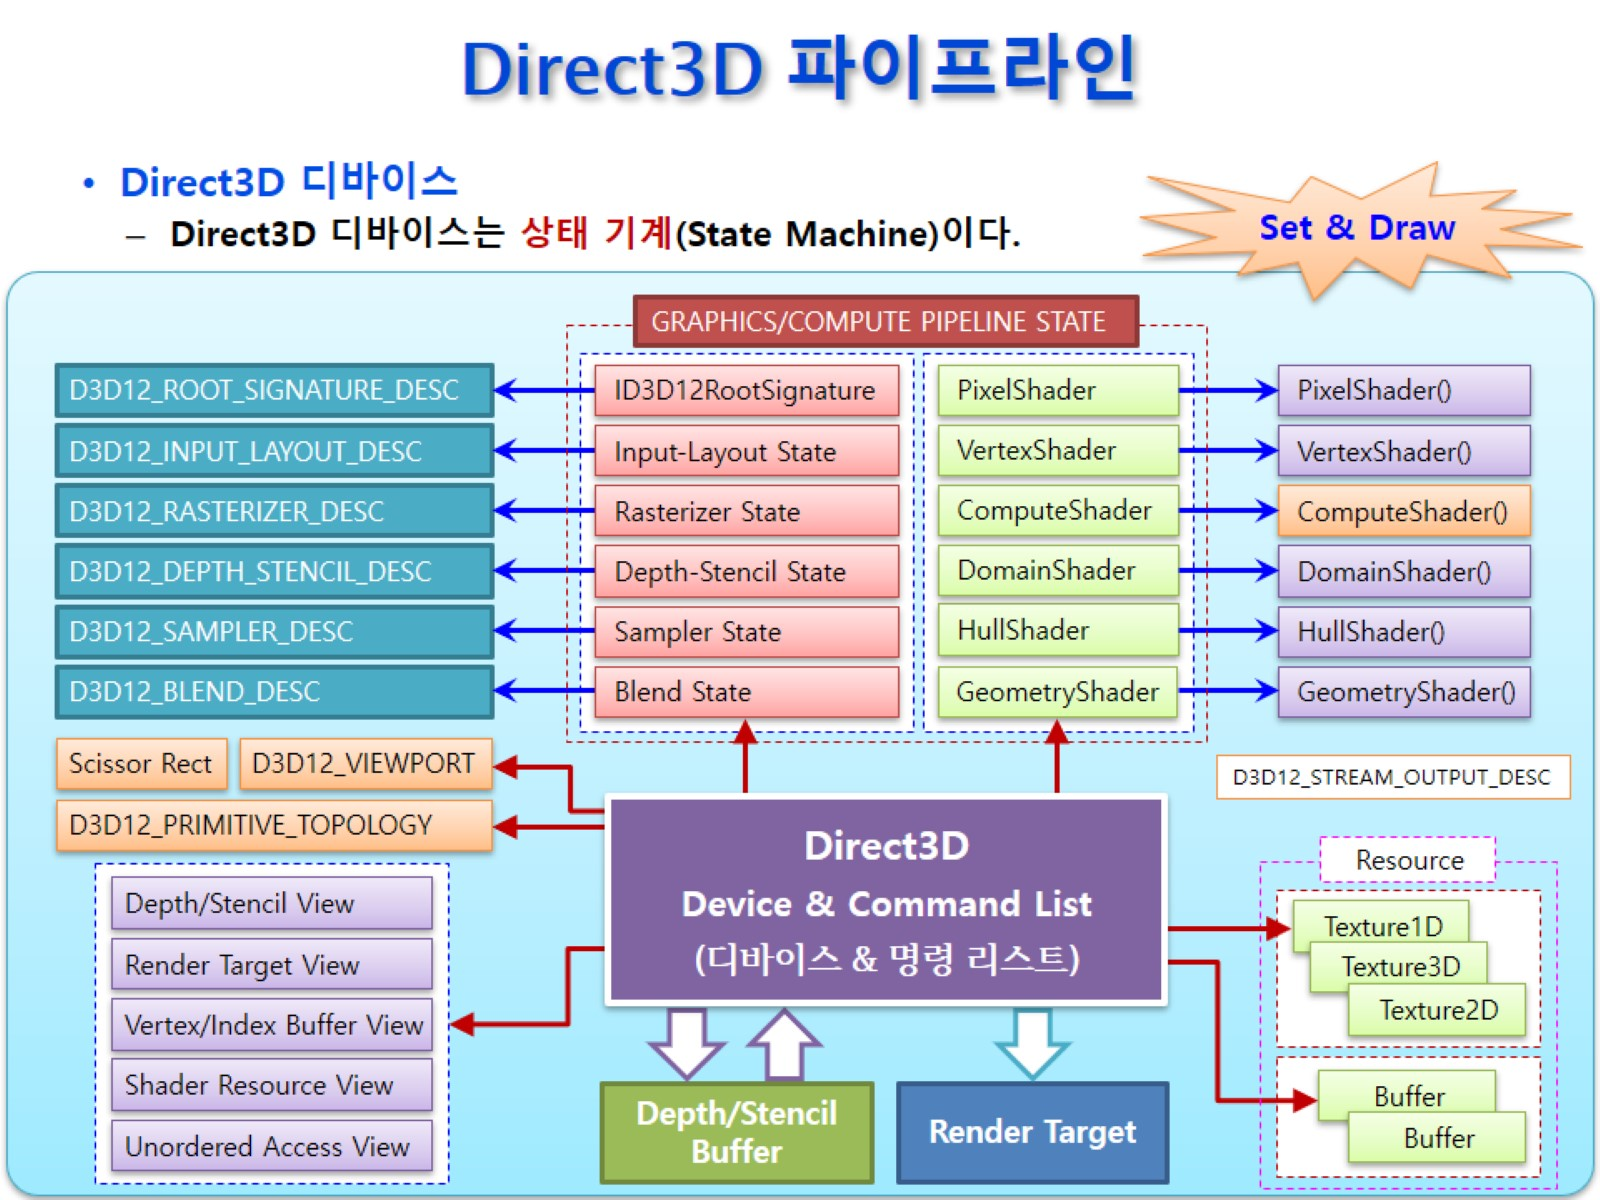 Direct3D 파이프라인
• Direct3D 디바이스
– Direct3D 디바이스는 상태 기계(State Machine)이다.
Set & Draw
GRAPHICS/COMPUTE PIPELINE STATE
D3D12_ROOT_SIGNATURE_DESC
ID3D12RootSignature
PixelShader
PixelShader()
D3D12_INPUT_LAYOUT_DESC
Input-Layout State
VertexShader
VertexShader()
D3D12_RASTERIZER_DESC
Rasterizer State
ComputeShader
ComputeShader()
D3D12_DEPTH_STENCIL_DESC
Depth-Stencil State
DomainShader
DomainShader()
D3D12_SAMPLER_DESC
Sampler State
HullShader
HullShader()
D3D12_BLEND_DESC
Blend State
GeometryShader
GeometryShader()
Scissor Rect
D3D12_VIEWPORT
D3D12_STREAM_OUTPUT_DESC
D3D12_PRIMITIVE_TOPOLOGY
Direct3D
Device & Command List
(디바이스 & 명령 리스트)
Depth/Stencil View
Render Target View
Vertex/Index Buffer View
Shader Resource View
Unordered Access View
Depth/Stencil
Buffer
Render Target
Resource
Texture1D
Texture3D
Texture2D
Buffer
Buffer